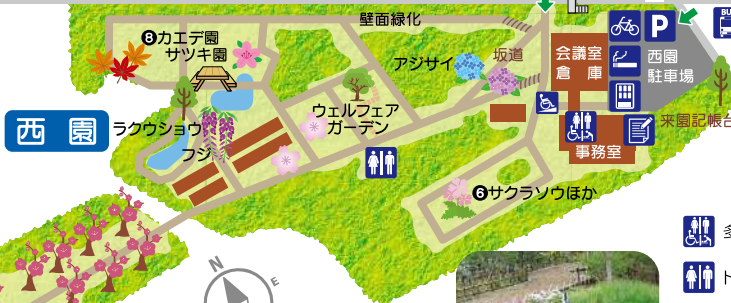 壁面緑化
❽カエデ園
サツキ園
アジサイ
坂道
会議室
倉 庫
P
西園
駐車場
ウェルフェア
ガーデン
西 園
ラクウショウ
フジ
来園記帳台
事務室
❻サクラソウほか
N
E